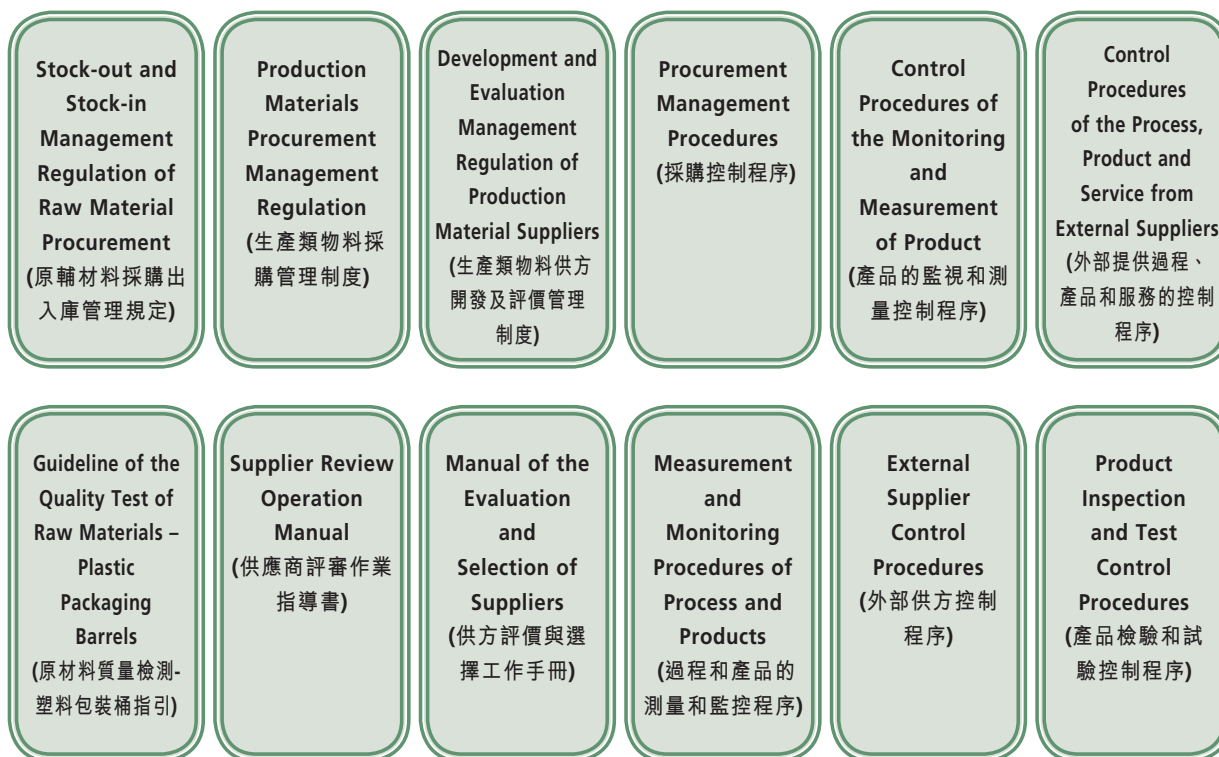 Stock-out and
Stock-in
Management
Regulation of
Raw Material
Procurement
(原輔材料採購出
入庫管理規定)
Production
Materials
Procurement
Management
Regulation
(生產類物料採
購管理制度)
Development and
Evaluation
Management
Regulation of
Production
Material Suppliers
(生產類物料供方
開發及評價管理
制度)
Procurement
Management
Procedures
(採購控制程序)
Control
Procedures of
the Monitoring
and
Measurement
of Product
(產品的監視和測
量控制程序)
Control
Procedures
of the Process,
Product and
Service from
External Suppliers
(外部提供過程、
產品和服務的控制
程序)
Guideline of the
Quality Test of
Raw Materials –
Plastic
Packaging
Barrels
(原材料質量檢測-
塑料包裝桶指引)
Supplier Review
Operation
Manual
(供應商評審作業
指導書)
Manual of the
Evaluation
and
Selection of
Suppliers
(供方評價與選
擇工作手冊)
Measurement
and
Monitoring
Procedures of
Process and
Products
(過程和產品的
測量和監控程序)
External
Supplier
Control
Procedures
(外部供方控制
程序)
Product
Inspection
and Test
Control
Procedures
(產品檢驗和試
驗控制程序)